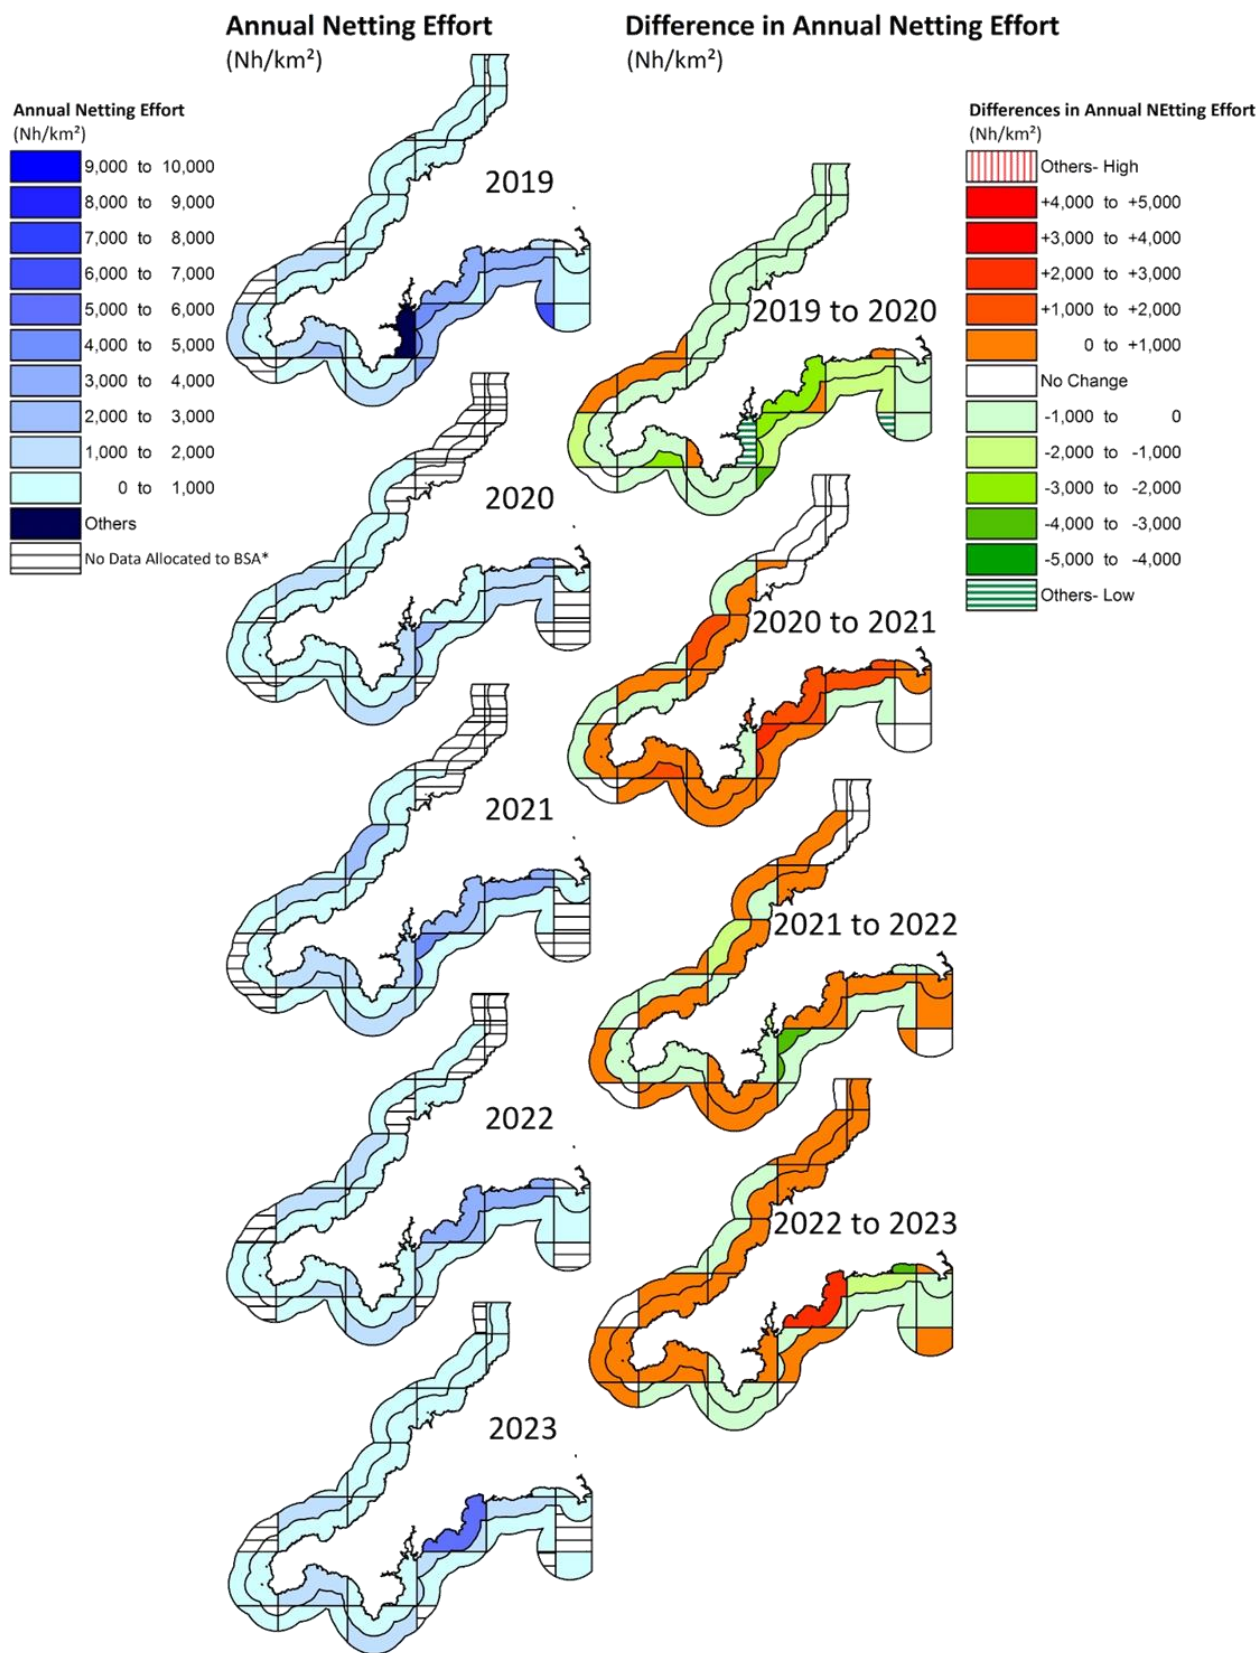 Annual Netting Effort
(Nh/km²)
Difference in Annual Netting Effort
(Nh/km²)
Annual Netting Effort
(Nh/km²)
9,000 to 10,000
8,000 to 9,000
7,000 to 8,000
6,000 to 7,000
5,000 to 6,000
4,000 to 5,000
3,000 to 4,000
2,000 to 3,000
1,000 to 2,000
0 to 1,000
Others
No Data Allocated to BSA*
2019
2020
2021
2022
2023
2019 to 2020
2020 to 2021
2021 to 2022
2022 to 2023
Differences in Annual NEtting Effort
(Nh/km²)
Others- High
+4,000 to +5,000
+3,000 to +4,000
+2,000 to +3,000
+1,000 to +2,000
0 to +1,000
No Change
-1,000 to 0
-2,000 to -1,000
-3,000 to -2,000
-4,000 to -3,000
-5,000 to -4,000
Others- Low